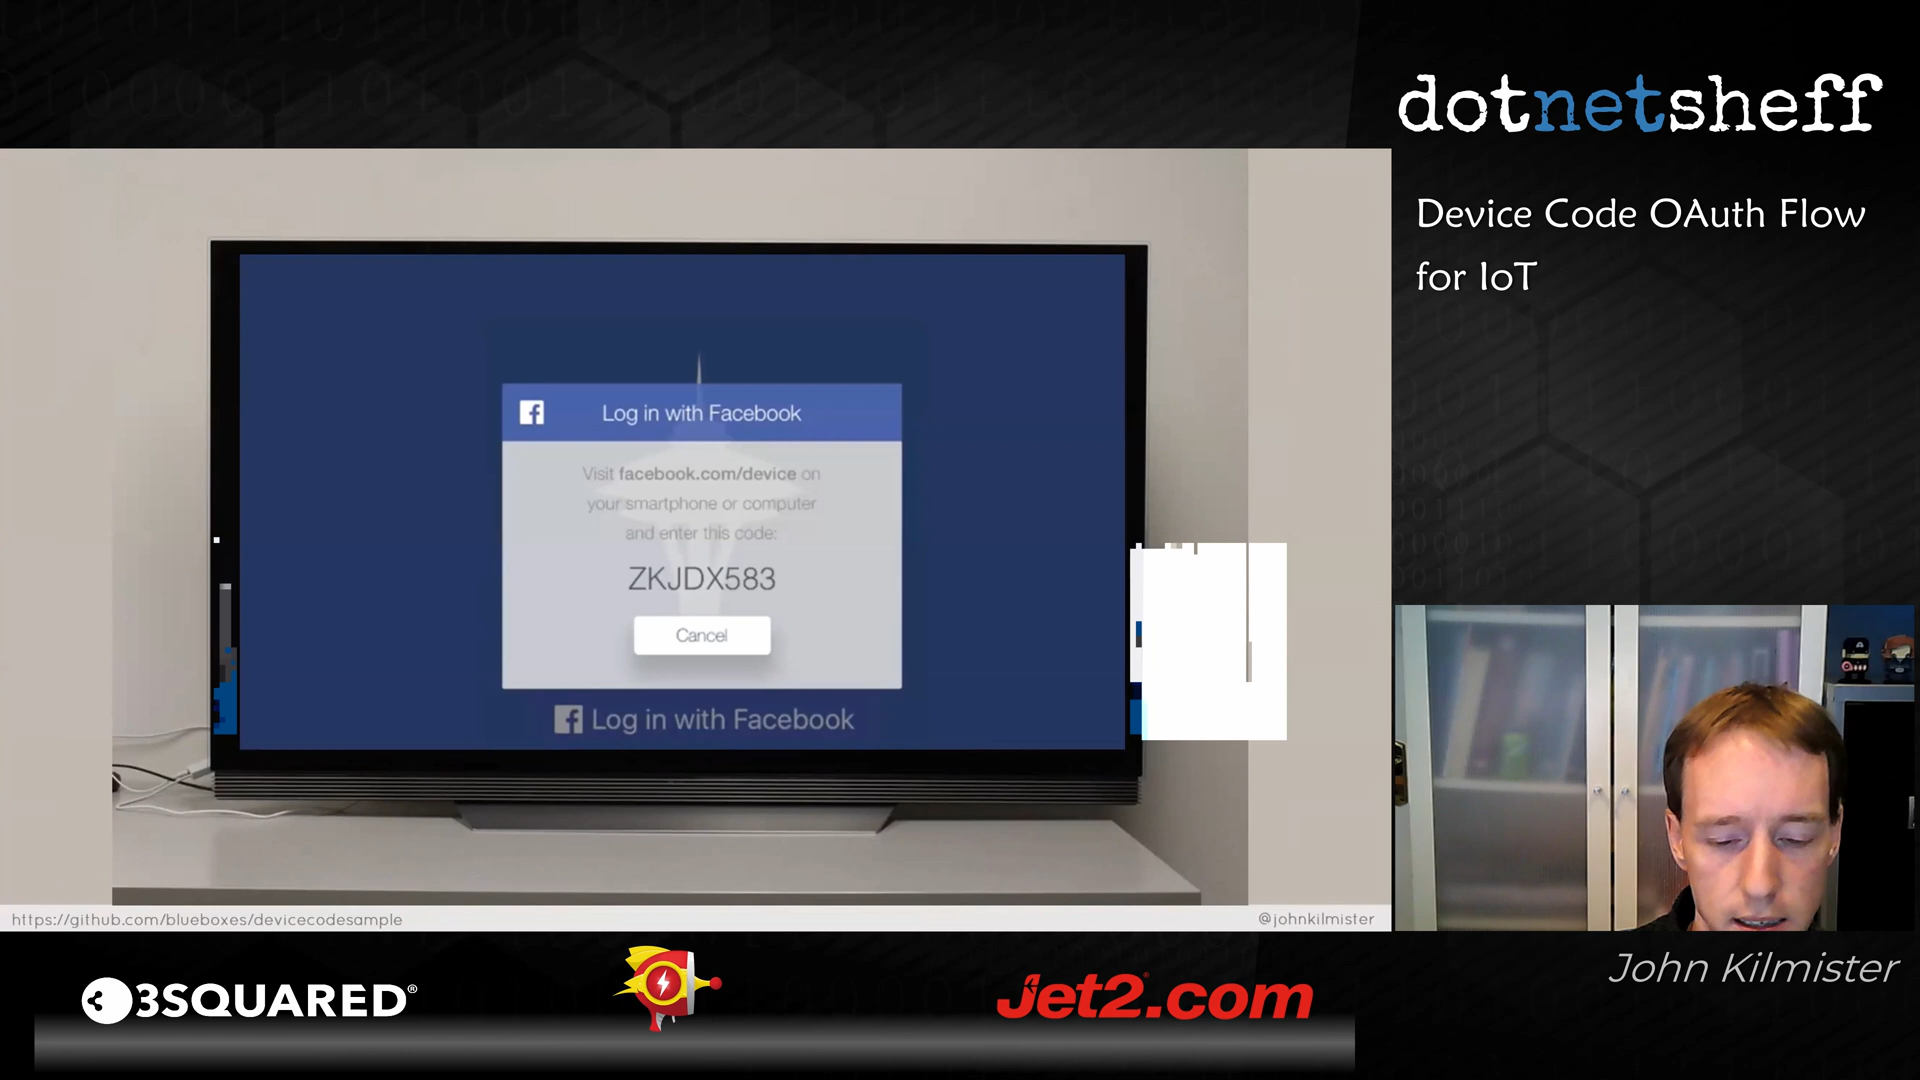 dotnetsheff
Device Code OAuth Flow
for IoT
Log in with Facebook
Visit facebook.com/device on
your smartphone or computer
and enter this code:
ZKJDX583
Cancel
Log in with Facebook
https://github.com/blueboxes/devicecodesample
@johnkilmister
John Kilmister
3SQUARED®
Jet2.com